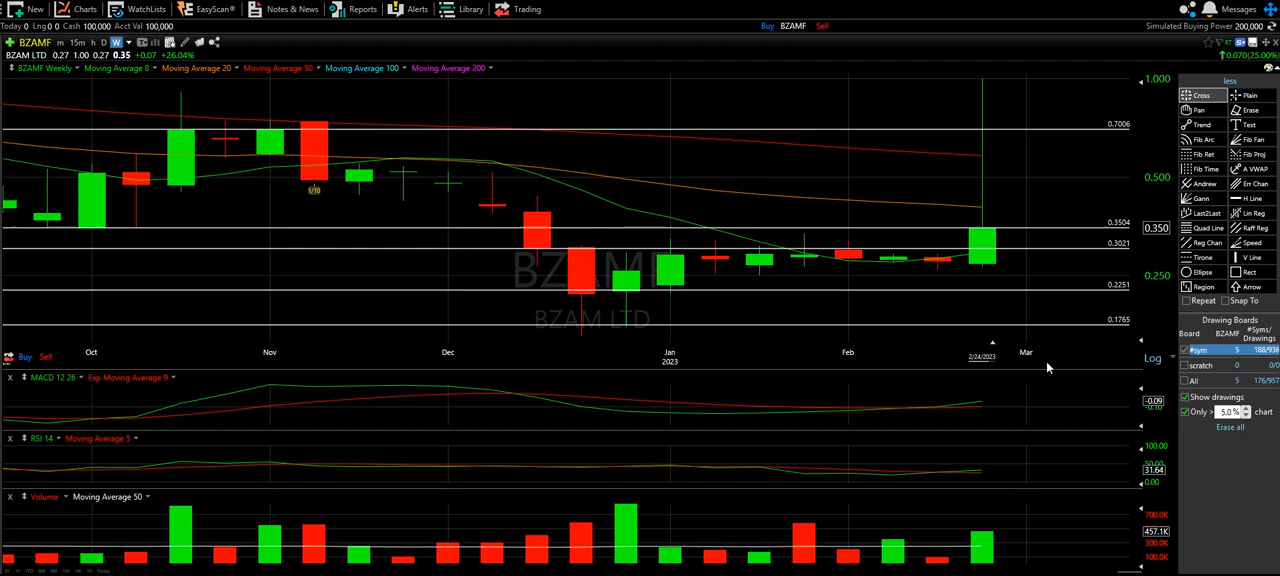 New Charts WatchLists EasyScan® Notes & News Reports Alerts Library Trading Messages
Today 0 Lng 0 0 Cash 100,000 Acct Val 100,000 Buy BZAMF Sell Simulated Buying Power 200,000
BZAMF m 15m h D W
BZAM LTD 0.27 1.00 0.27 0.35 +0.07 +26.04% ↑0.070(25.00%)
BZAMF Weekly Moving Average 8 Moving Average 20 Moving Average 50 Moving Average 100 Moving Average 200
less
1.000
Cross Plain
Pan Erase
0.7006
Trend Text
Fib Arc Fib Fan
Fib Ret Fib Proj
Fib Time A VWAP
0.500
Andrew Err Chan
1/10
Gann H Line
Last2Last Lin Reg
0.3504
0.350
Quad Line Raff Reg
0.3021
Reg Chan Speed
Tirone V Line
BZAMF
0.250
Ellipse Rect
0.2251
Region Arrow
Repeat Snap To
BZAM LTD
0.1765
Drawing Boards
Board BZAMF #Syms/
Drawings
Oct Nov Dec Jan Feb Mar
2023 2/24/2023
Buy Sell Log
#sym 5 188/936
scratch 0 0/0
All 5 176/957
MACD 12 26 Exp Moving Average 9
Show drawings
-0.09
-0.10
Only > 5.0 % chart
Erase all
RSI 14 Moving Average 5
100.00
50.00
31.64
0.00
Volume Moving Average 50
700.0K
457.1K
300.0K
100.0K